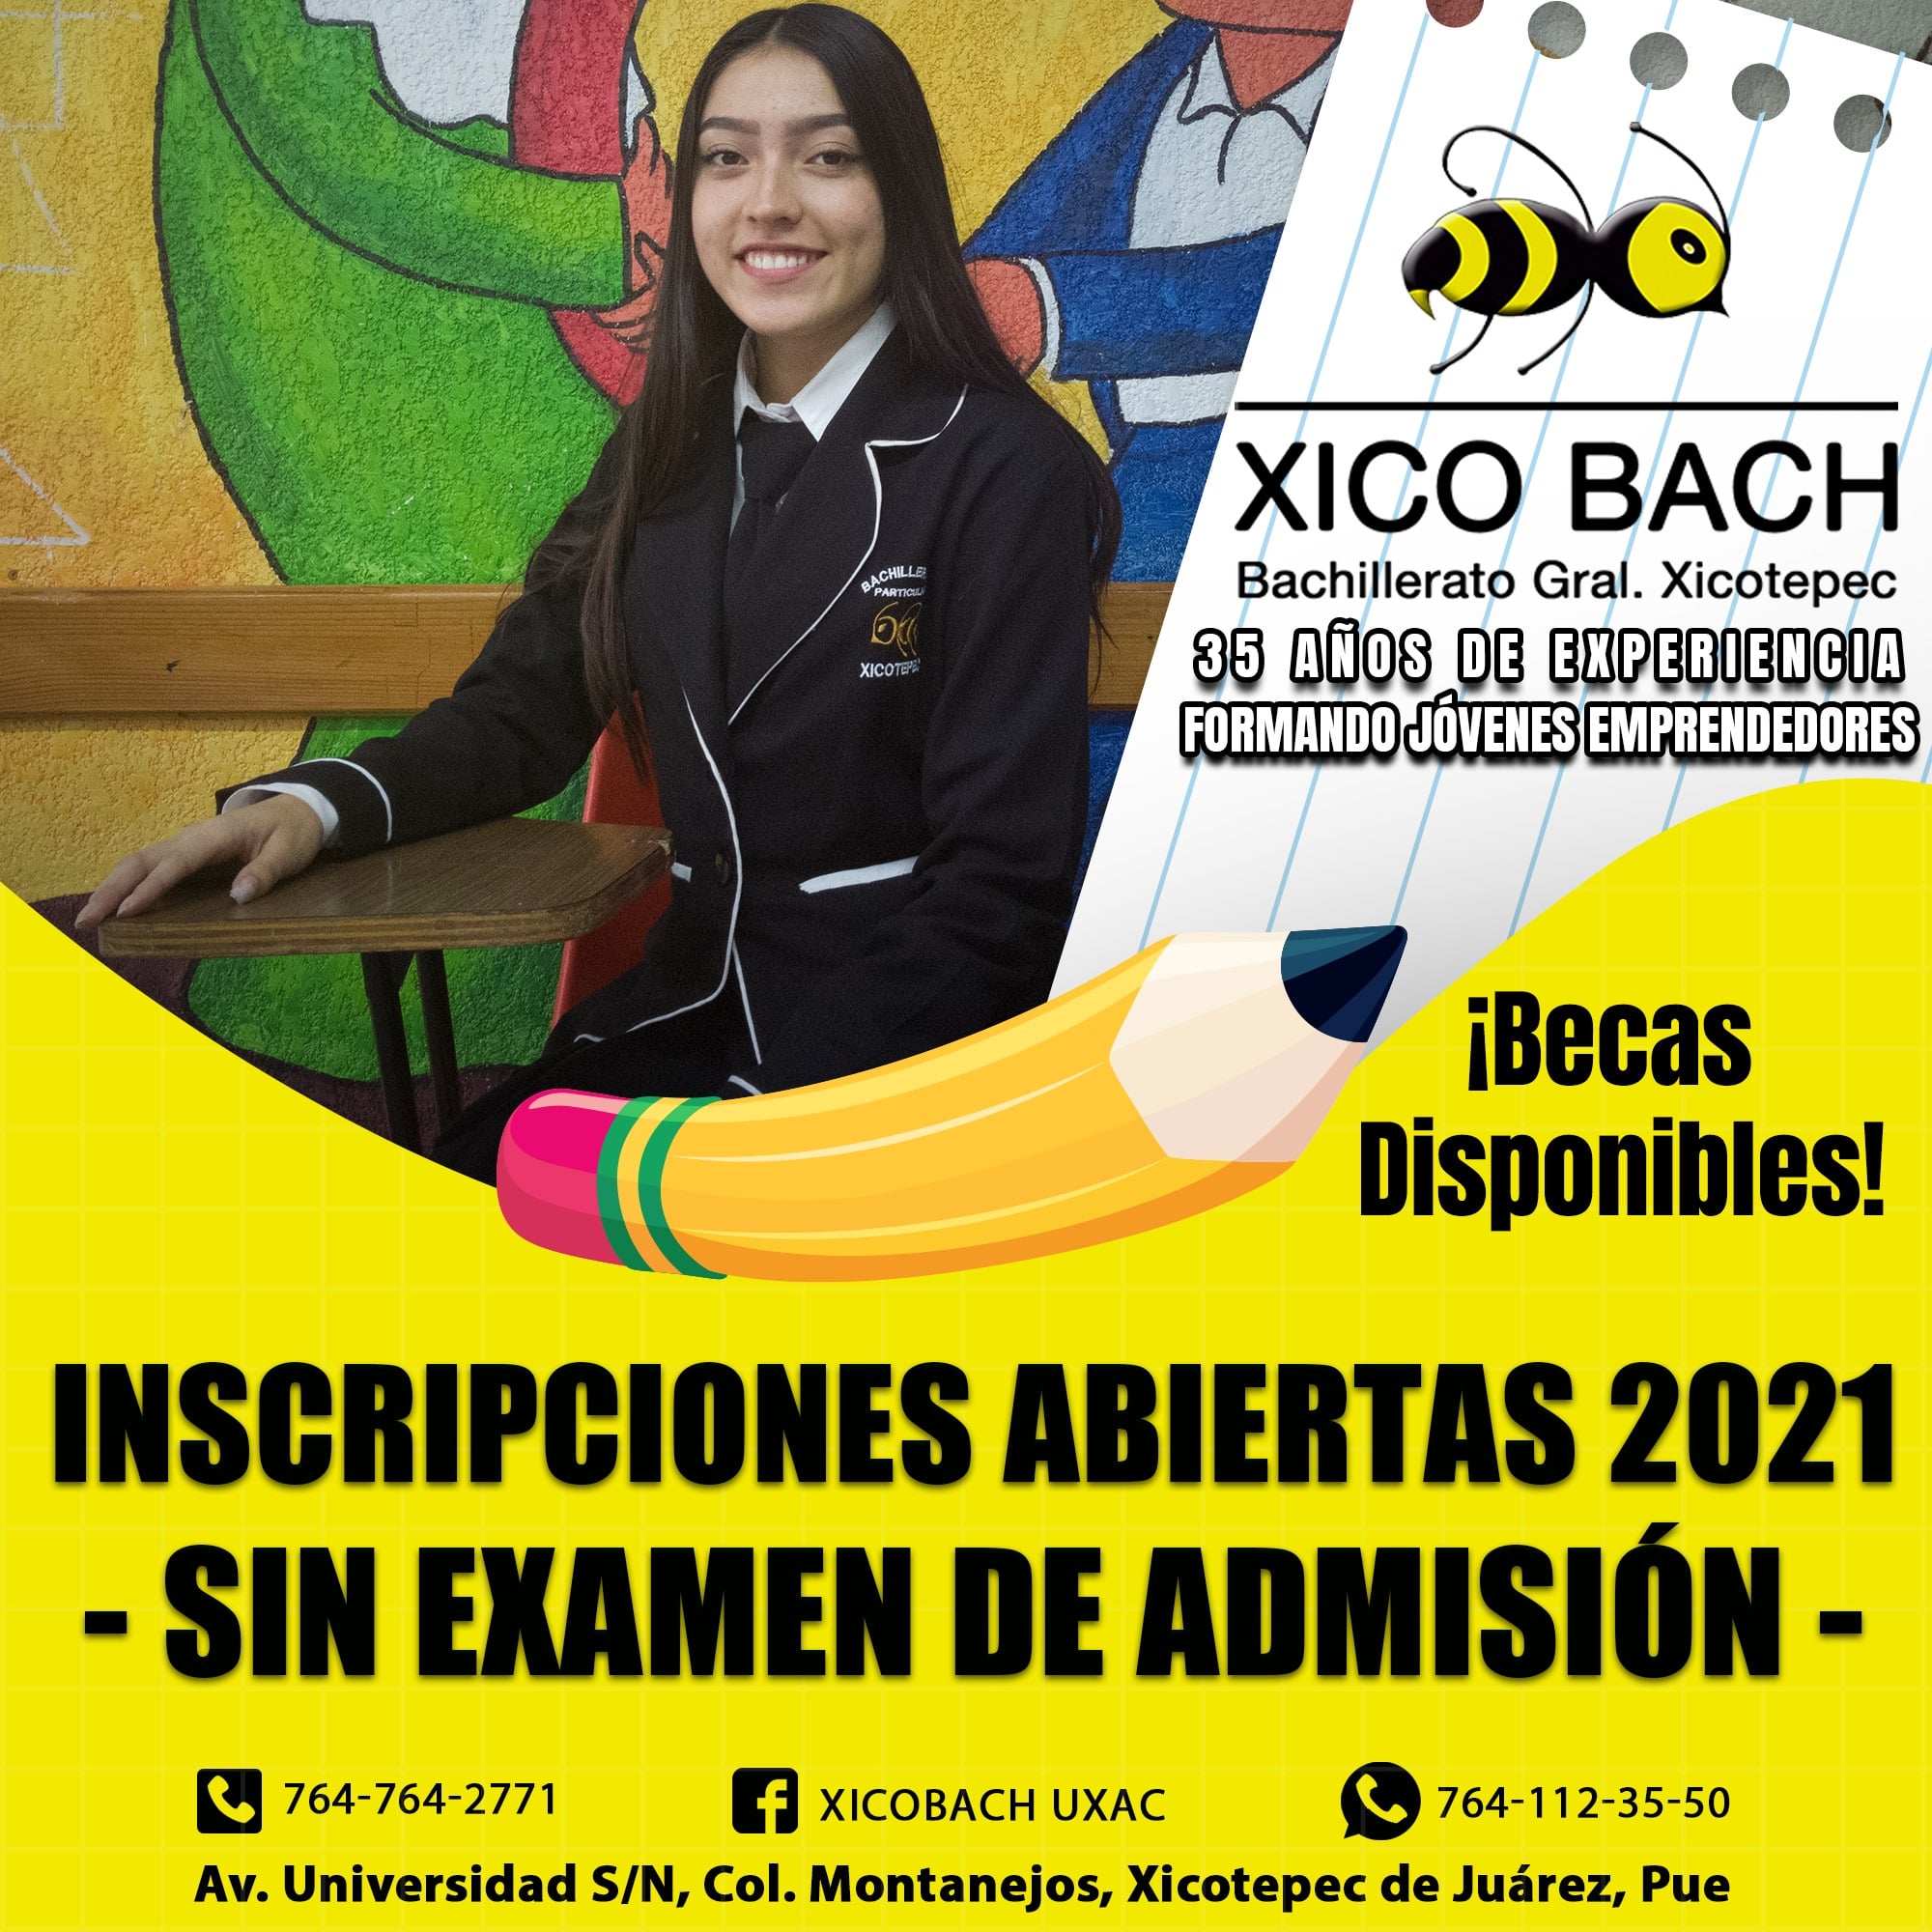 XICO BACH
Bachillerato Gral. Xicotepec
35 AÑOS DE EXPERIENCIA
FORMANDO JÓVENES EMPRENDEDORES
PARTICULAR
XICOTEPEC
¡Becas
Disponibles!
INSCRIPCIONES ABIERTAS 2021
- SIN EXAMEN DE ADMISIÓN -
764-764-2771
XICOBACH UXAC
764-112-35-50
Av. Universidad S/N, Col. Montanejos, Xicotepec de Juárez, Pue